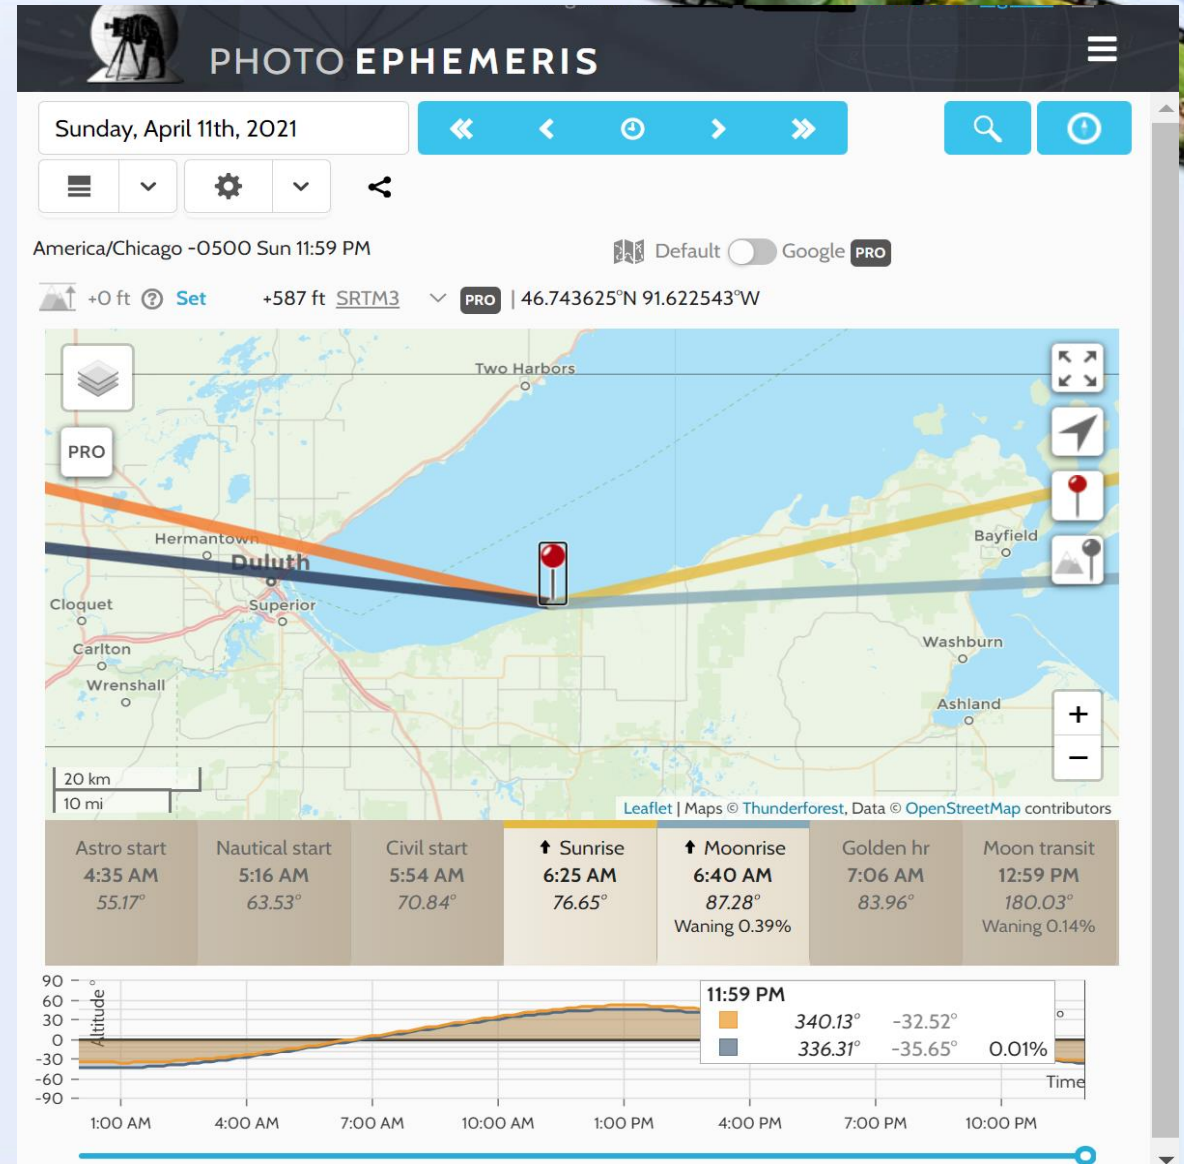 PHOTO EPHEMERIS
Sunday, April 11th, 2021
America/Chicago -0500 Sun 11:59 PM
Default Google PRO
+0 ft ? Set +587 ft SRTM3 PRO | 46.743625°N 91.622543°W
Two Harbors
PRO
Hermantown
Duluth
Bayfield
Cloquet
Superior
Carlton
Washburn
Wrenshall
Ashland
+
−
20 km
10 mi
Leaflet | Maps © Thunderforest, Data © OpenStreetMap contributors
Astro start
4:35 AM
55.17°
Nautical start
5:16 AM
63.53°
Civil start
5:54 AM
70.84°
Sunrise
6:25 AM
76.65°
Moonrise
6:40 AM
87.28°
Waning 0.39%
Golden hr
7:06 AM
83.96°
Moon transit
12:59 PM
180.03°
Waning 0.14%
90
60
30
0
-30
-60
-90
Altitude °
11:59 PM
340.13° -32.52°
336.31° -35.65° 0.01%
Time
1:00 AM 4:00 AM 7:00 AM 10:00 AM 1:00 PM 4:00 PM 7:00 PM 10:00 PM